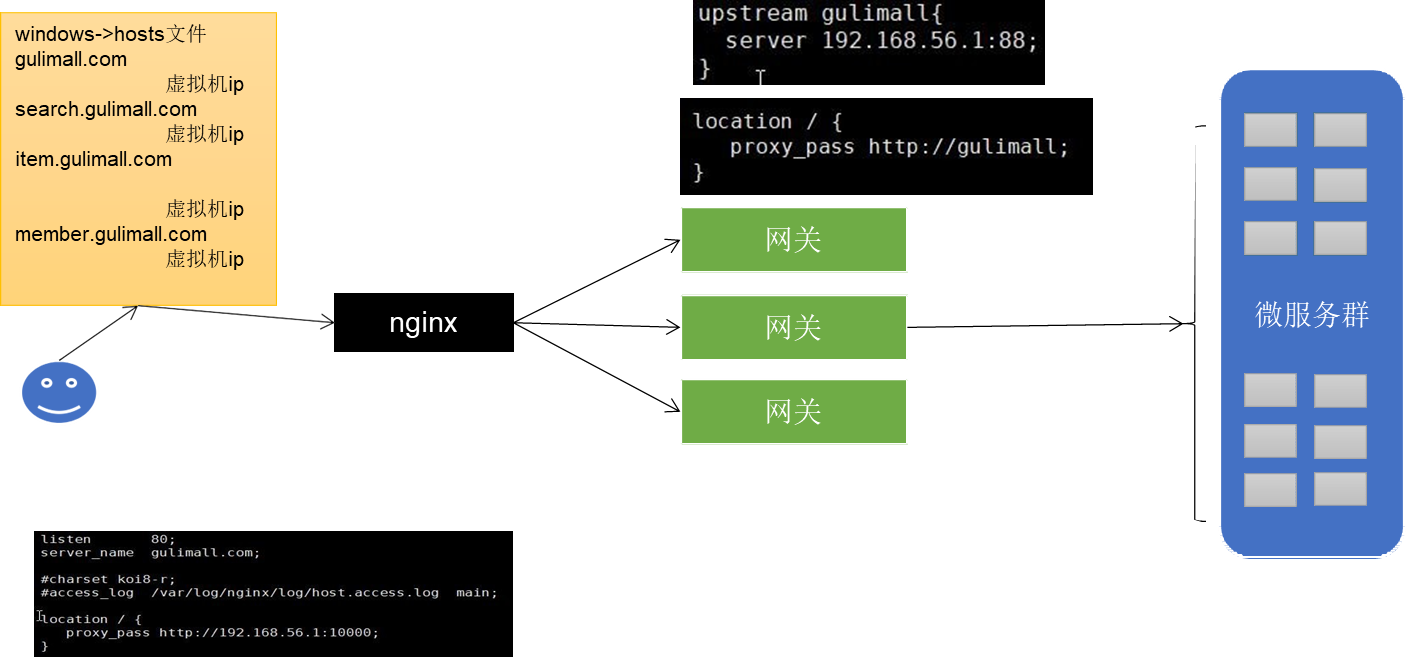 windows->hosts文件
gulimall.com
虚拟机ip
search.gulimall.com
虚拟机ip
item.gulimall.com
虚拟机ip
member.gulimall.com
虚拟机ip
nginx
upstream gulimall{
server 192.168.56.1:88;
}
location / {
proxy_pass http://gulimall;
}
网关
网关
网关
微服务群
listen 80;
server_name gulimall.com;
#charset koi8-r;
#access_log /var/log/nginx/log/host.access.log main;
location / {
proxy_pass http://192.168.56.1:10000;
}